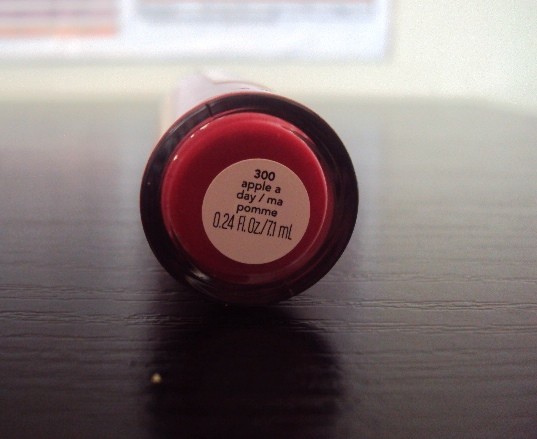 300
apple a
day / ma
pomme
0.24 Fl.Oz./7.1 mL